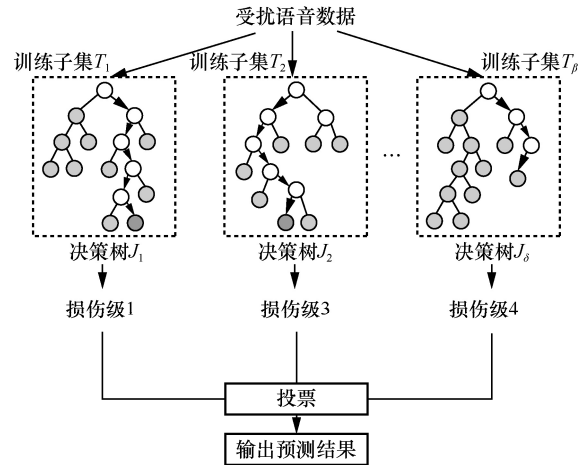 受扰语音数据
训练子集T1 训练子集T2 训练子集Tβ
…
决策树J1 决策树J2 决策树Jδ
损伤级1 损伤级3 损伤级4
投票
输出预测结果